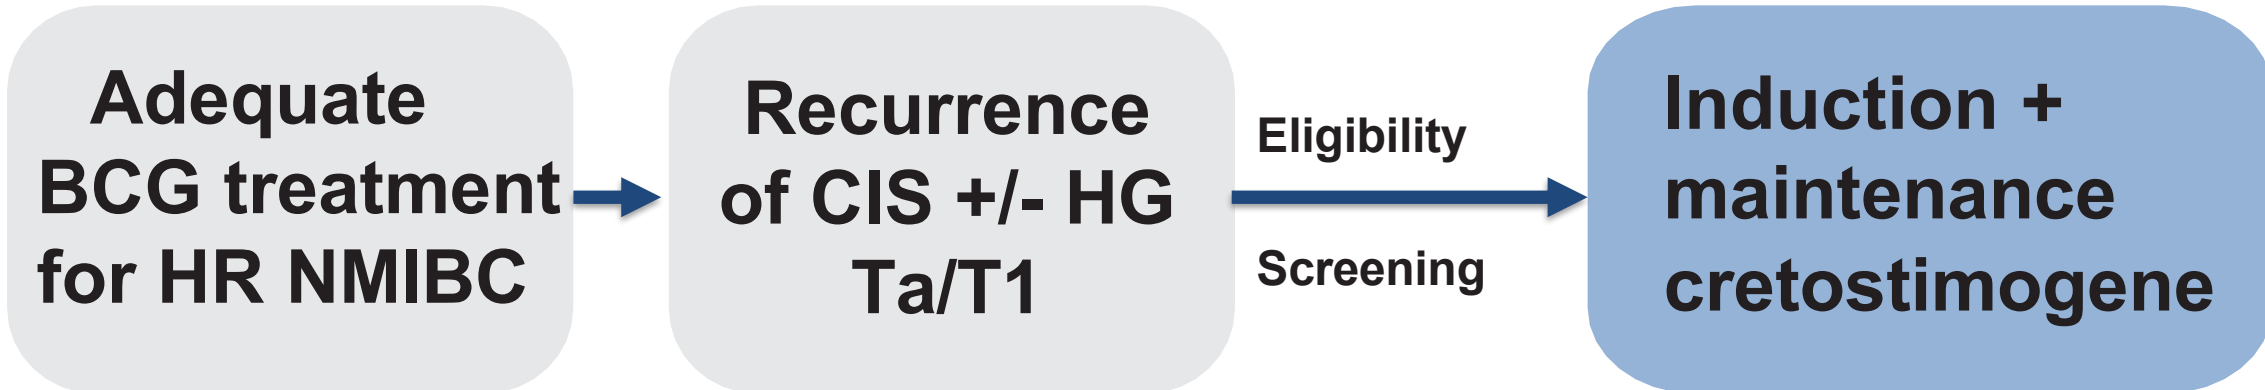 Adequate
BCG treatment
for HR NMIBC
Recurrence
of CIS +/- HG
Ta/T1
Eligibility
Screening
Induction +
maintenance
cretostimogene